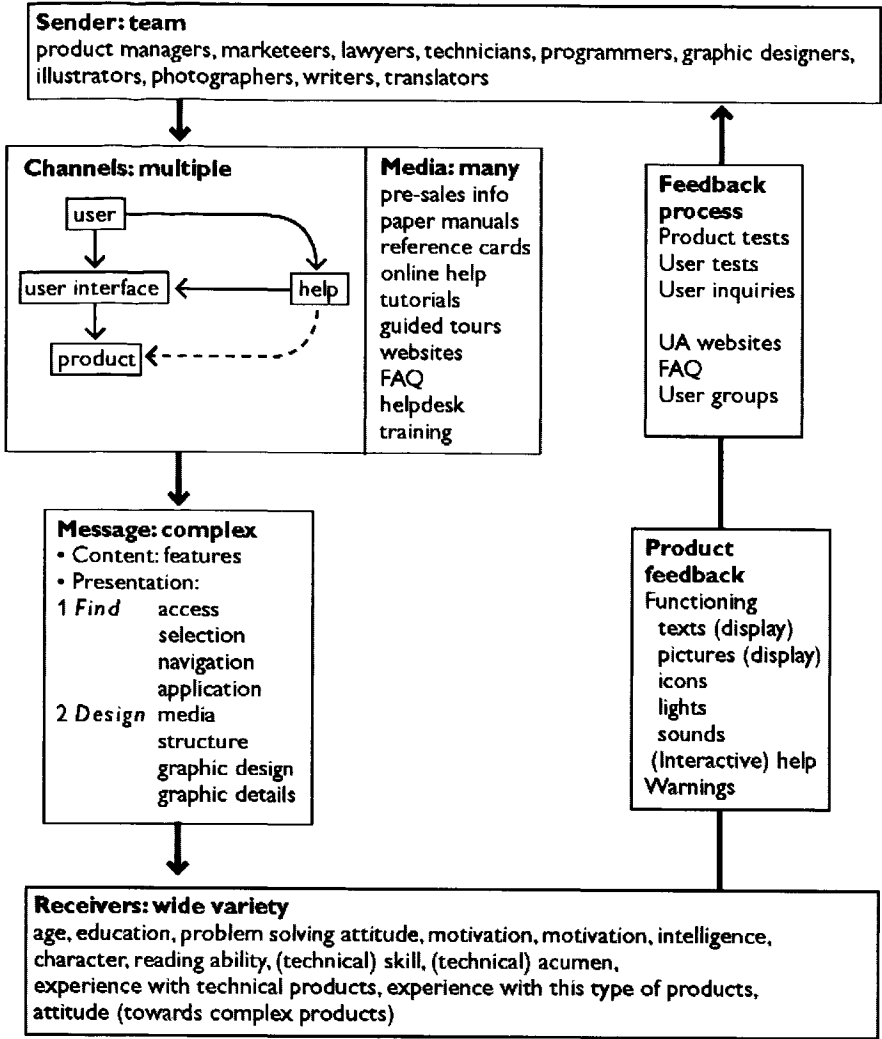 Sender: team
product managers, marketeers, lawyers, technicians, programmers, graphic designers,
illustrators, photographers, writers, translators
Channels: multiple
user
user interface
help
product
Media: many
pre-sales info
paper manuals
reference cards
online help
tutorials
guided tours
websites
FAQ
helpdesk
training
Feedback
process
Product tests
User tests
User inquiries
UA websites
FAQ
User groups
Message: complex
• Content: features
• Presentation:
1 Find access
selection
navigation
application
2 Design media
structure
graphic design
graphic details
Product
feedback
Functioning
texts (display)
pictures (display)
icons
lights
sounds
(Interactive) help
Warnings
Receivers: wide variety
age, education, problem solving attitude, motivation, motivation, intelligence,
character, reading ability, (technical) skill, (technical) acumen,
experience with technical products, experience with this type of products,
attitude (towards complex products)